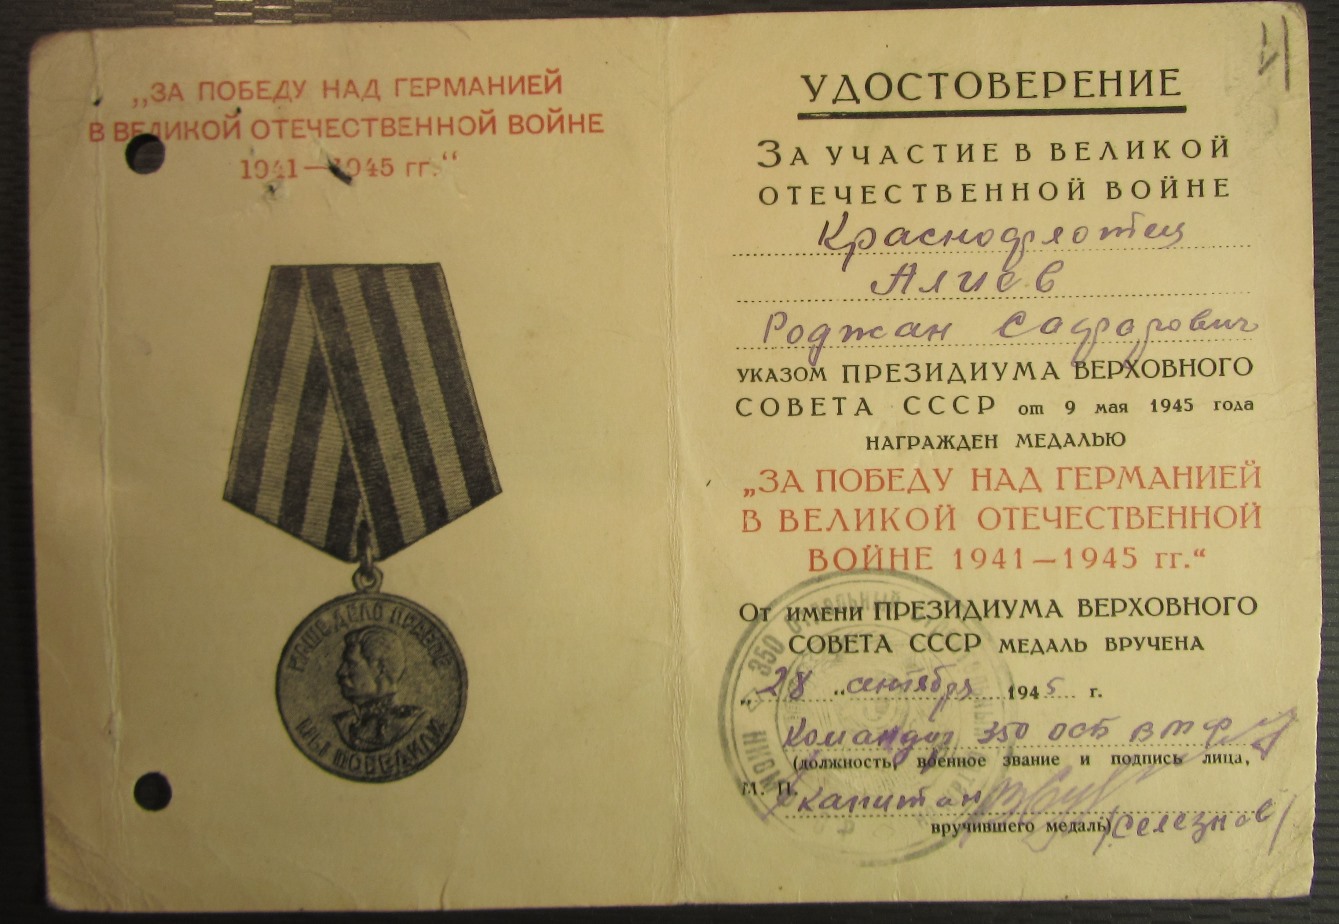 „ЗА ПОБЕДУ НАД ГЕРМАНИЕЙ
В ВЕЛИКОЙ ОТЕЧЕСТВЕННОЙ ВОЙНЕ
1941—1945 гг.“
НАШЕ ДЕЛО ПРАВОЕ
МЫ ПОБЕДИЛИ
УДОСТОВЕРЕНИЕ
ЗА УЧАСТИЕ В ВЕЛИКОЙ
ОТЕЧЕСТВЕННОЙ ВОЙНЕ
Краснофлотец
Алиев
Роджан Сафарович
УКАЗОМ ПРЕЗИДИУМА ВЕРХОВНОГО
СОВЕТА СССР от 9 мая 1945 года
НАГРАЖДЕН МЕДАЛЬЮ
„ЗА ПОБЕДУ НАД ГЕРМАНИЕЙ
В ВЕЛИКОЙ ОТЕЧЕСТВЕННОЙ
ВОЙНЕ 1941—1945 гг.“
ОТ ИМЕНИ ПРЕЗИДИУМА ВЕРХОВНОГО
СОВЕТА СССР МЕДАЛЬ ВРУЧЕНА
„28 „ сентября 1945 г.
Командир 350 ОСБ ВМФ
(должность, военное звание и подпись лица,
М. П.
капитан
вручившего медаль)
/Селезнов/
350